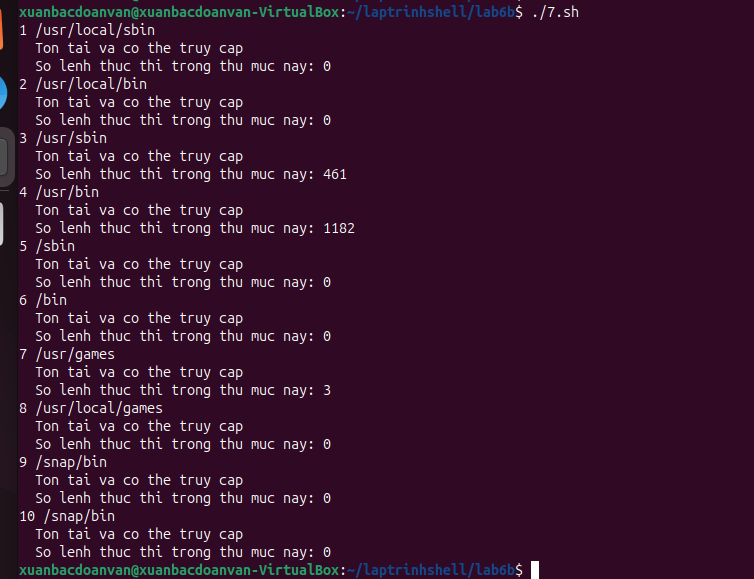 xuanbacdoanvan@xuanbacdoanvan-VirtualBox:~/laptrinhshell/lab6b$ ./7.sh
1 /usr/local/sbin
  Ton tai va co the truy cap
  So lenh thuc thi trong thu muc nay: 0
2 /usr/local/bin
  Ton tai va co the truy cap
  So lenh thuc thi trong thu muc nay: 0
3 /usr/sbin
  Ton tai va co the truy cap
  So lenh thuc thi trong thu muc nay: 461
4 /usr/bin
  Ton tai va co the truy cap
  So lenh thuc thi trong thu muc nay: 1182
5 /sbin
  Ton tai va co the truy cap
  So lenh thuc thi trong thu muc nay: 0
6 /bin
  Ton tai va co the truy cap
  So lenh thuc thi trong thu muc nay: 0
7 /usr/games
  Ton tai va co the truy cap
  So lenh thuc thi trong thu muc nay: 3
8 /usr/local/games
  Ton tai va co the truy cap
  So lenh thuc thi trong thu muc nay: 0
9 /snap/bin
  Ton tai va co the truy cap
  So lenh thuc thi trong thu muc nay: 0
10 /snap/bin
  Ton tai va co the truy cap
  So lenh thuc thi trong thu muc nay: 0
xuanbacdoanvan@xuanbacdoanvan-VirtualBox:~/laptrinhshell/lab6b$